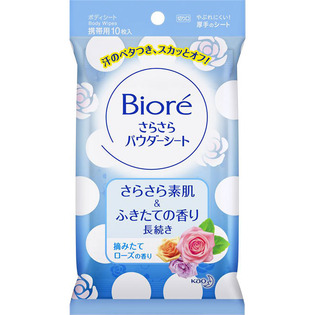 ボディシート
Body Wipes
携帯用10枚入
やぶれにくい!
厚手のシート
汗のベタつき、スカッとオフ!
Bioré
さらさら
パウダーシート
さらさら素肌
&
ふきたての香り
長続き
摘みたて
ローズの香り
Kao